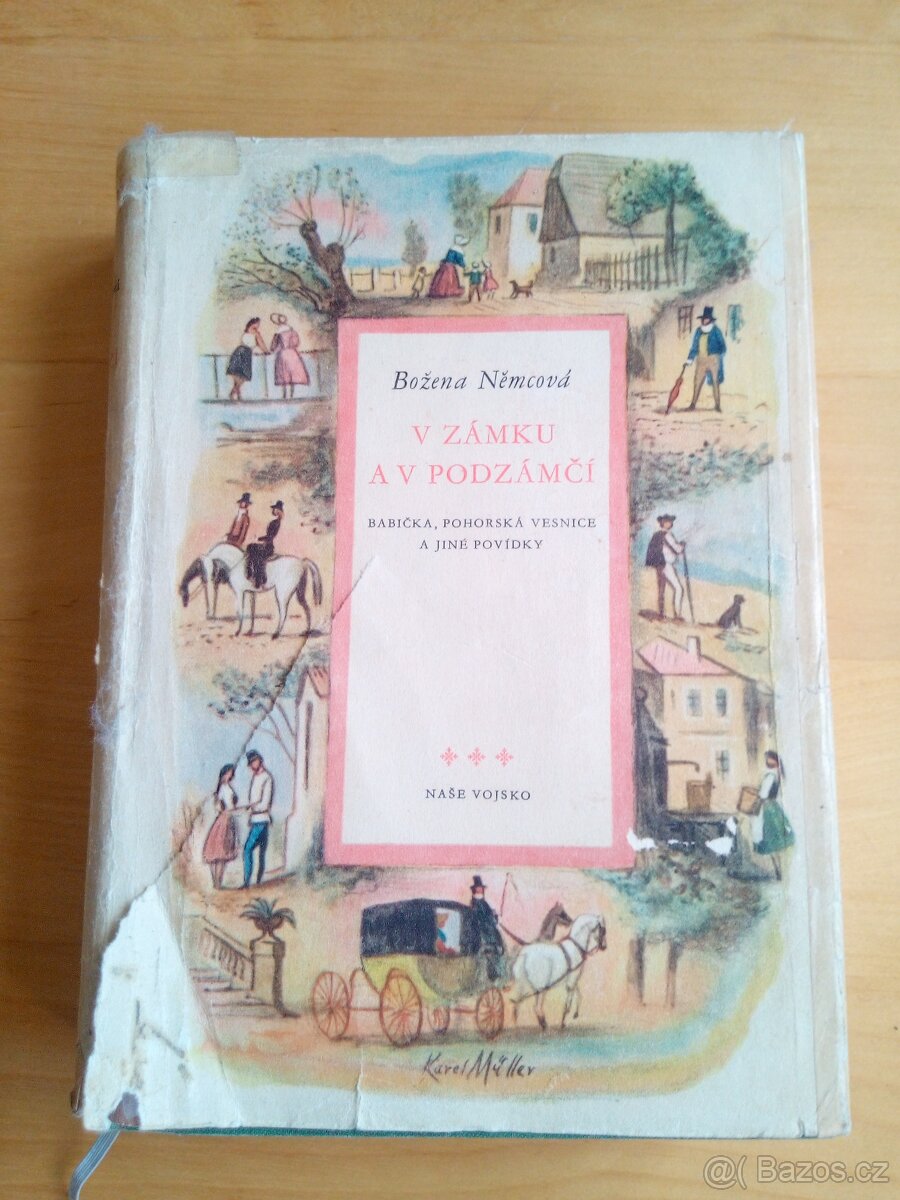 Božena Němcová
V ZÁMKU
A V PODZÁMČÍ
BABIČKA, POHORSKÁ VESNICE
A JINÉ POVÍDKY
NAŠE VOJSKO
Karel Müller
@( Bazos.cz